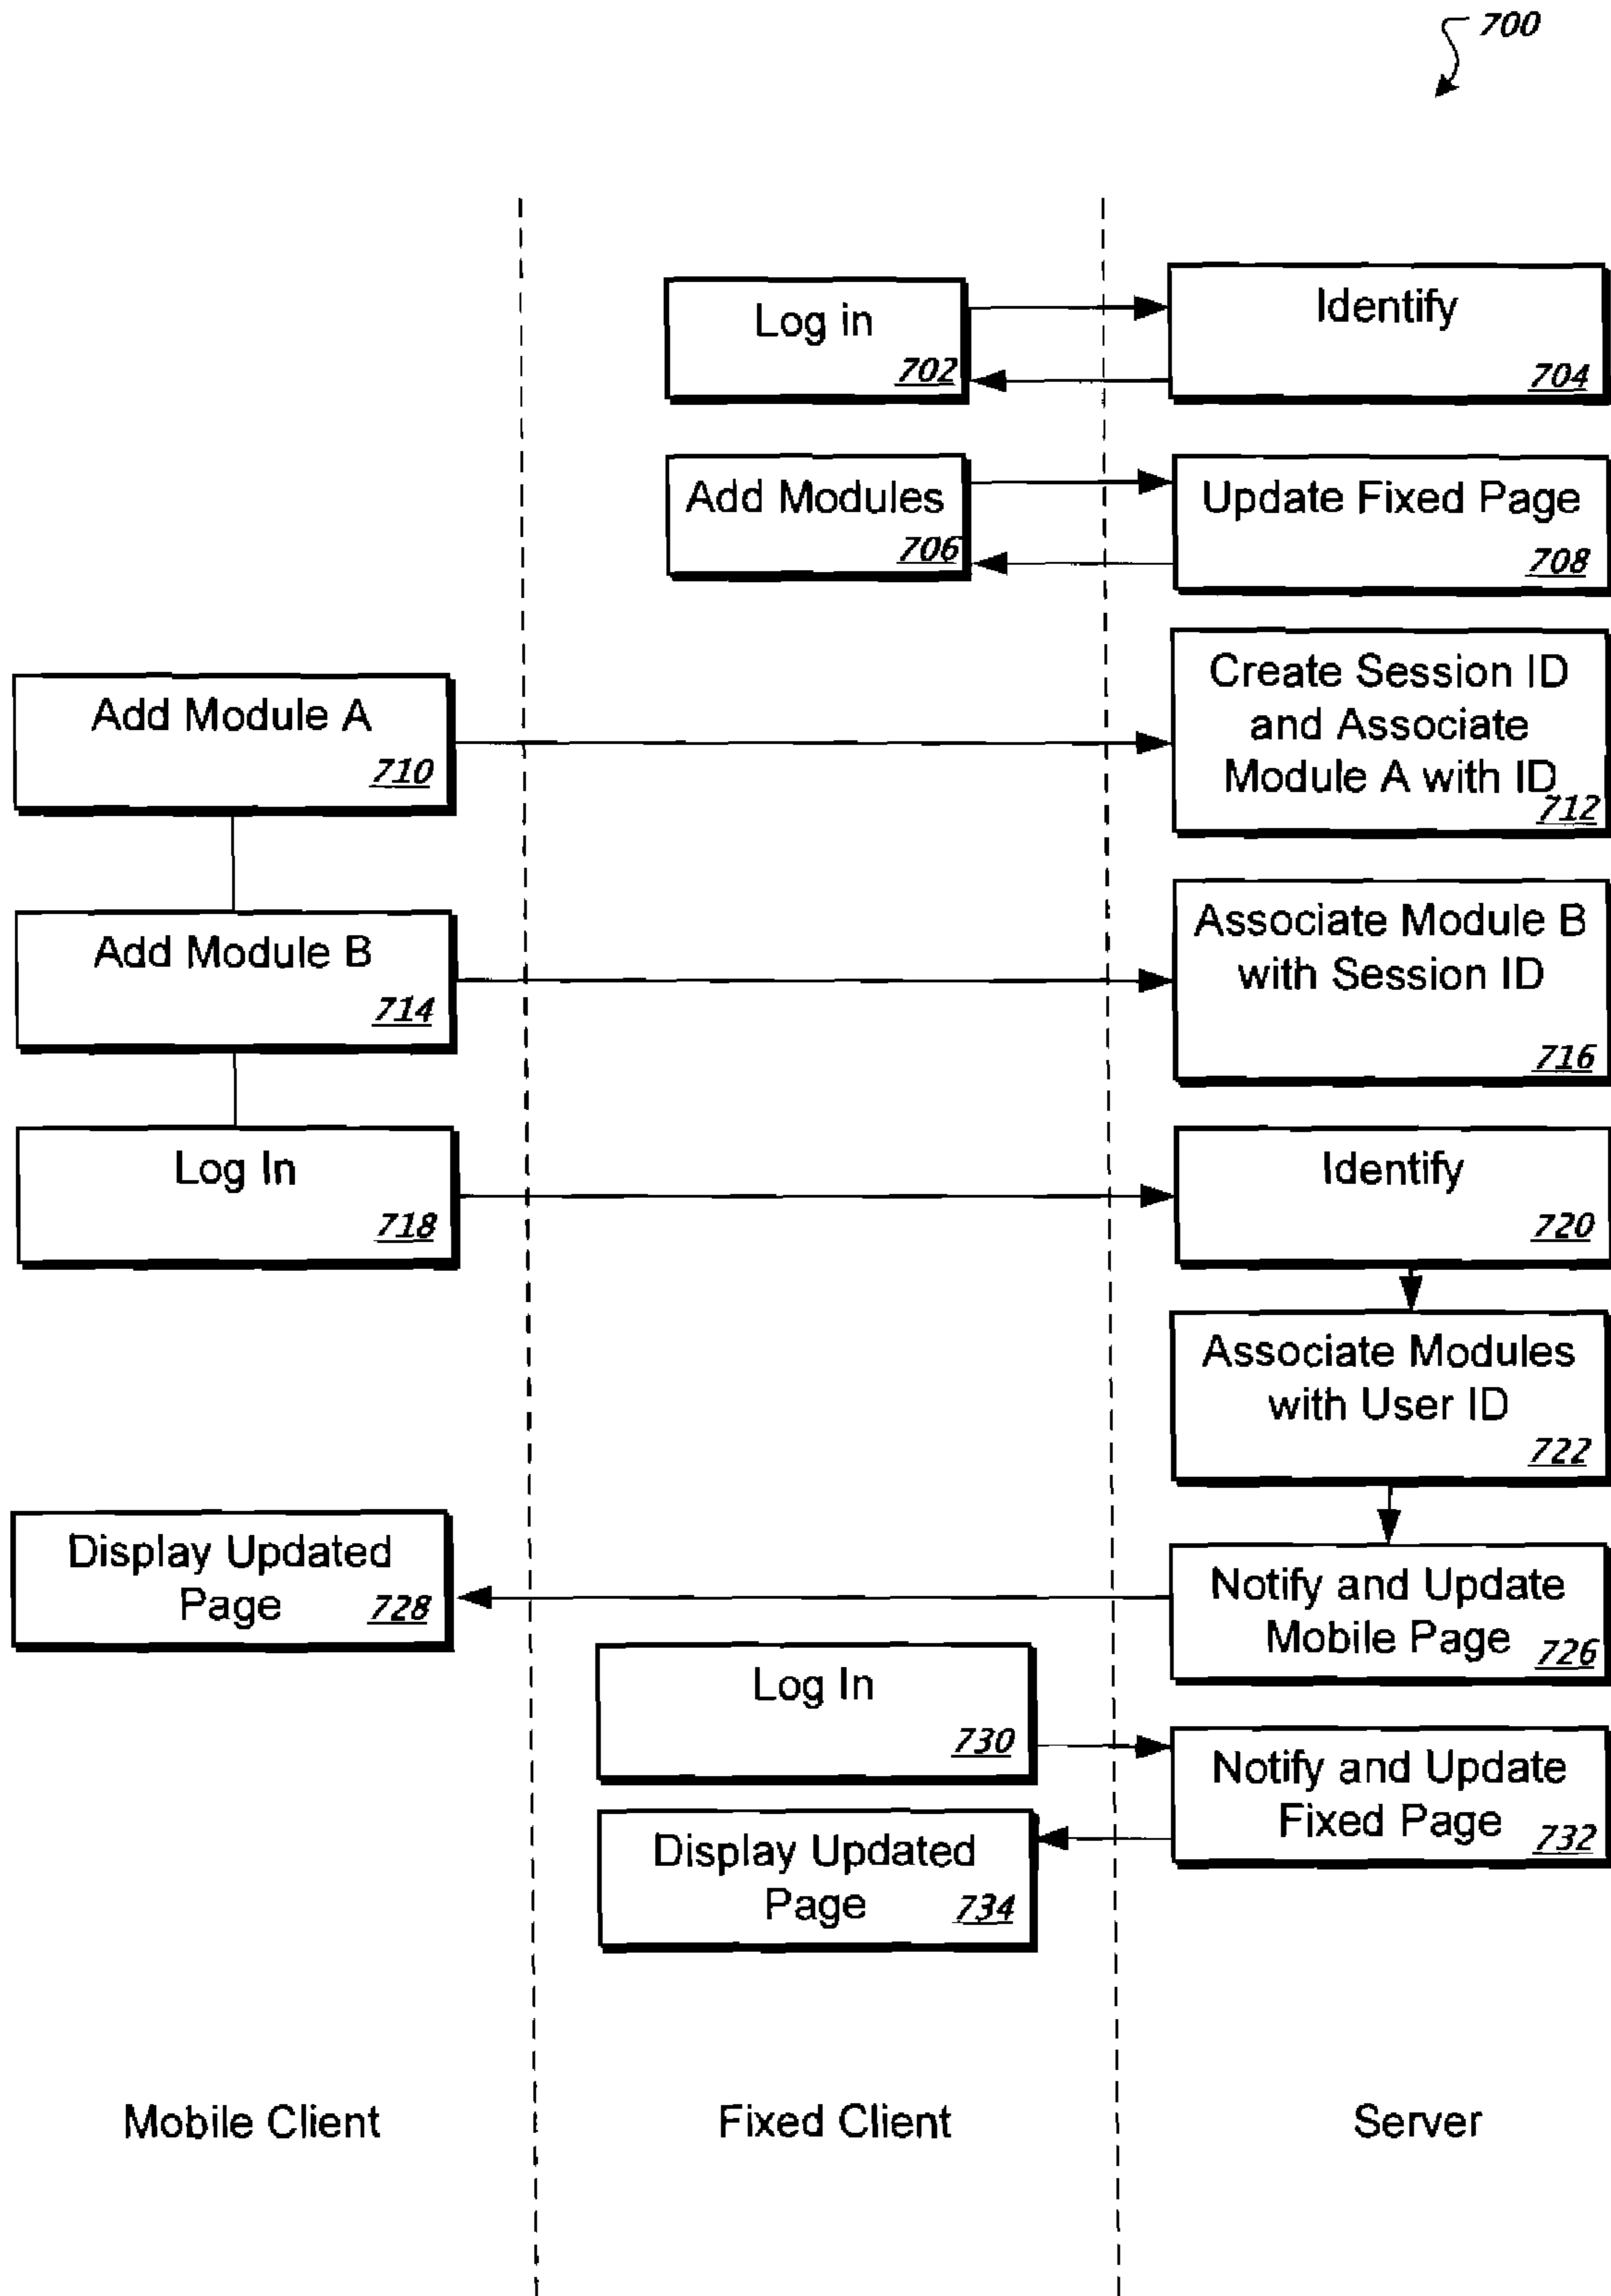 700
Log in
702
Identify
704
Add Modules
706
Update Fixed Page
708
Add Module A
710
Create Session ID
and Associate
Module A with ID
712
Add Module B
714
Associate Module B
with Session ID
716
Log In
718
Identify
720
Associate Modules
with User ID
722
Display Updated
Page 728
Notify and Update
Mobile Page 726
Log In
730
Notify and Update
Fixed Page 732
Display Updated
Page 734
Mobile Client
Fixed Client
Server